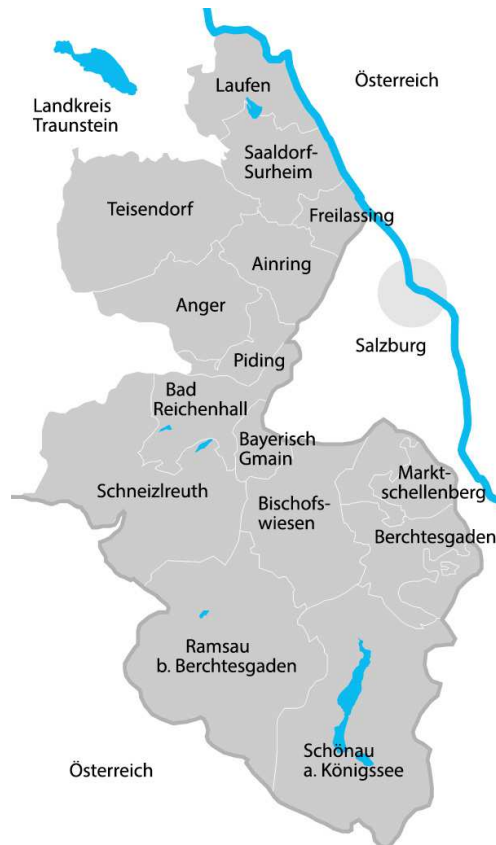 Laufen
Österreich
Landkreis
Traunstein
Saaldorf-
Surheim
Teisendorf
Freilassing
Ainring
Anger
Salzburg
Piding
Bad
Reichenhall
Bayerisch
Gmain
Markt-
schellenberg
Schneizlreuth
Bischofs-
wiesen
Berchtesgaden
Ramsau
b. Berchtesgaden
Schönau
a. Königssee
Österreich